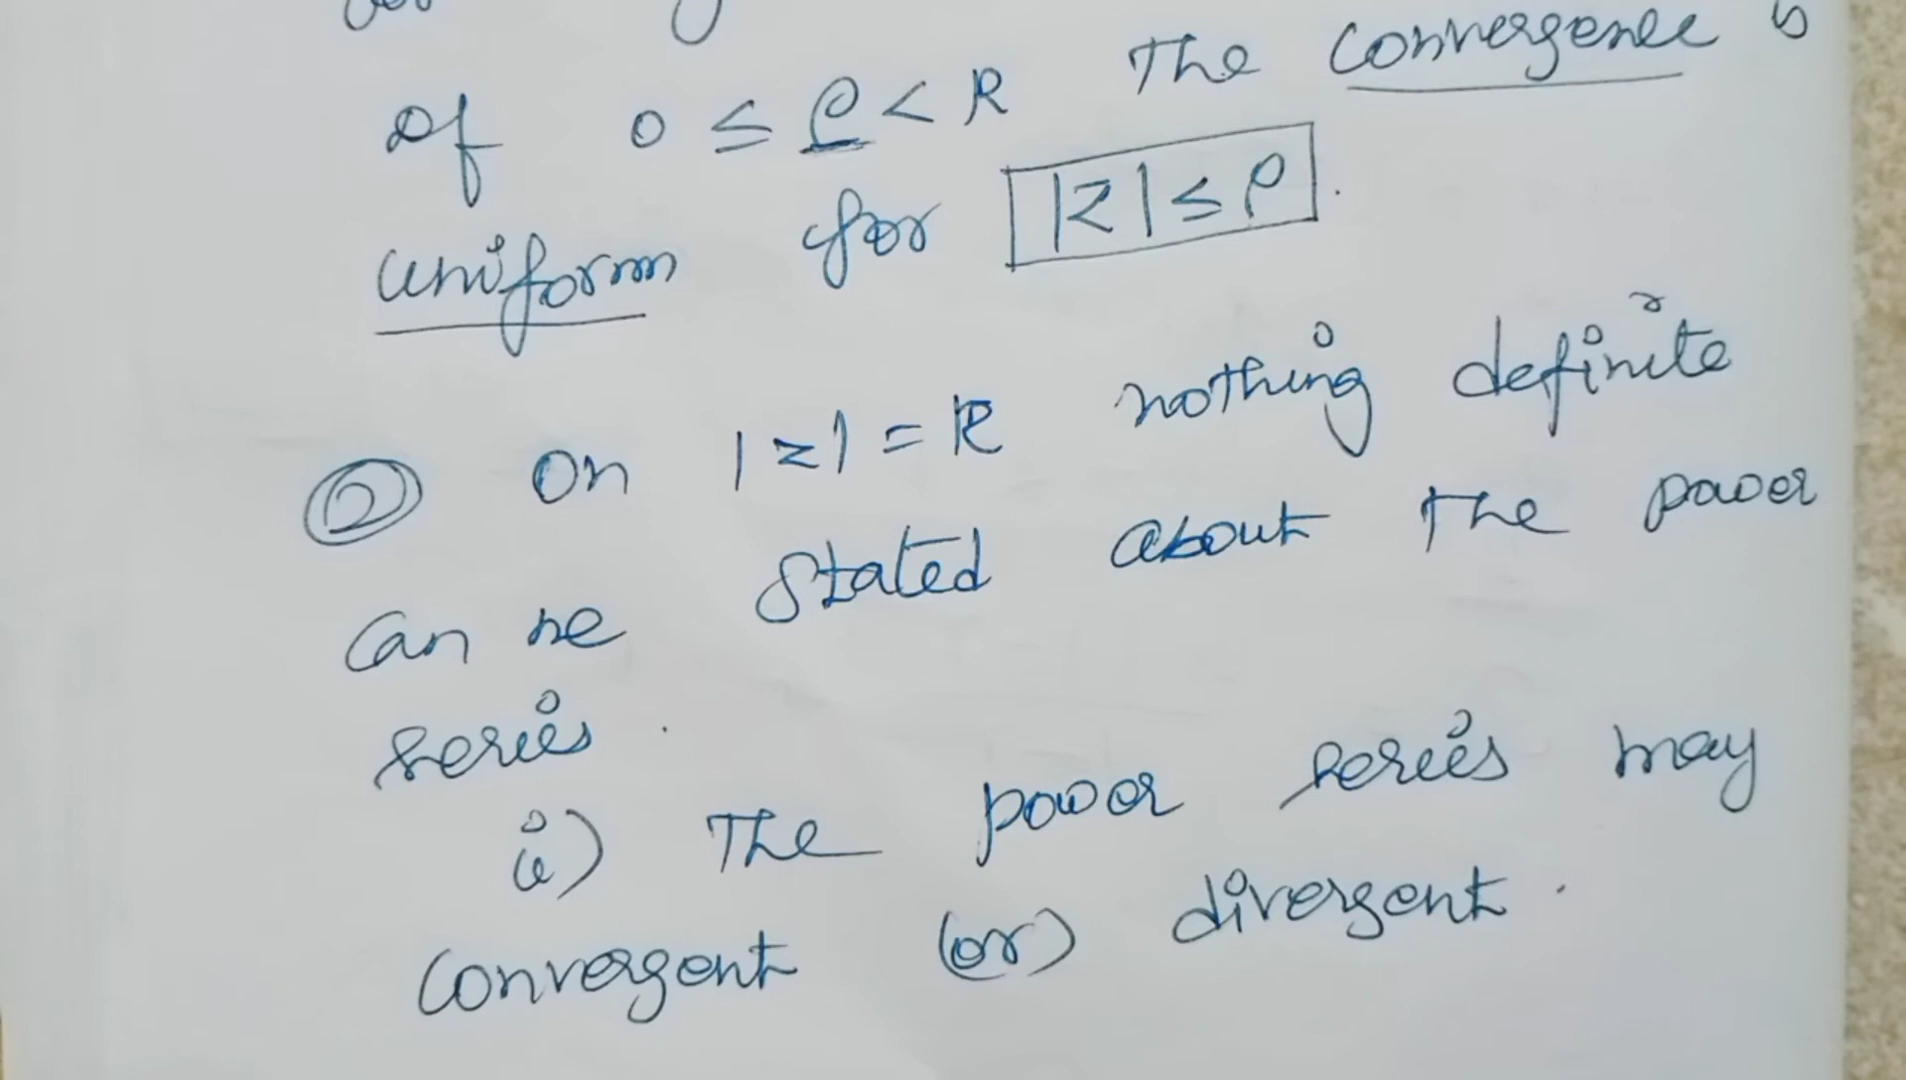 of 0 ≤ ρ < R The convergence is
uniform for |z| ≤ ρ.
② On |z| = R nothing definite
can be stated about the power
series.
ie) The power series may
convergent (or) divergent.